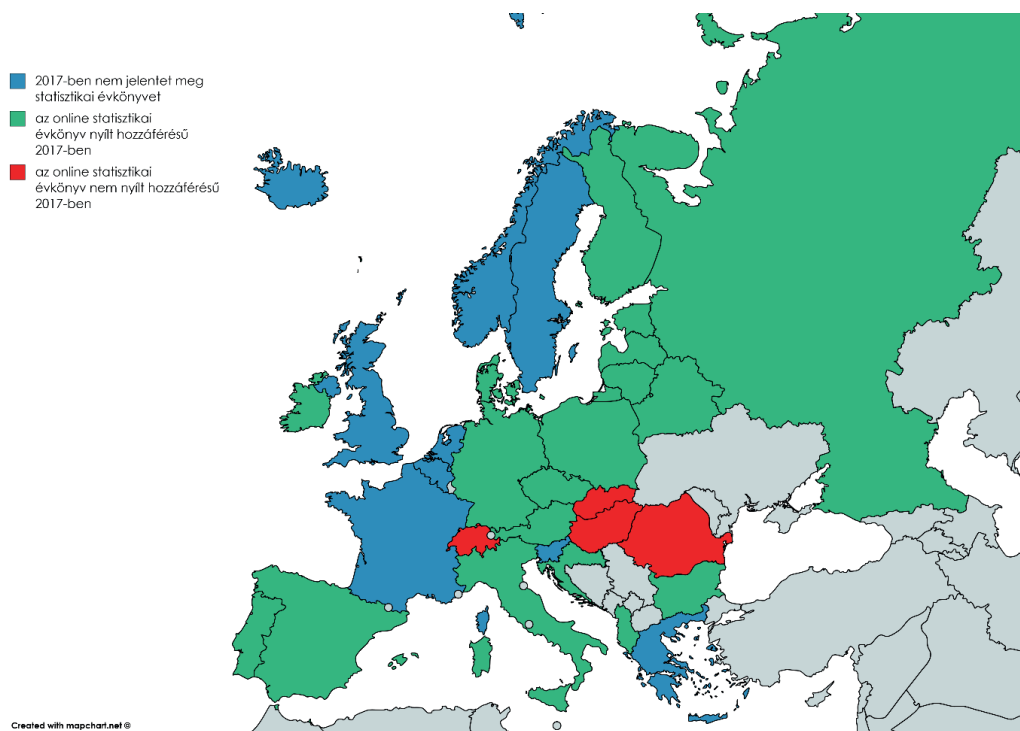 2017-ben nem jelentet meg
statisztikai évkönyvet
az online statisztikai
évkönyv nyílt hozzáférésű
2017-ben
az online statisztikai
évkönyv nem nyílt hozzáférésű
2017-ben
Created with mapchart.net ©